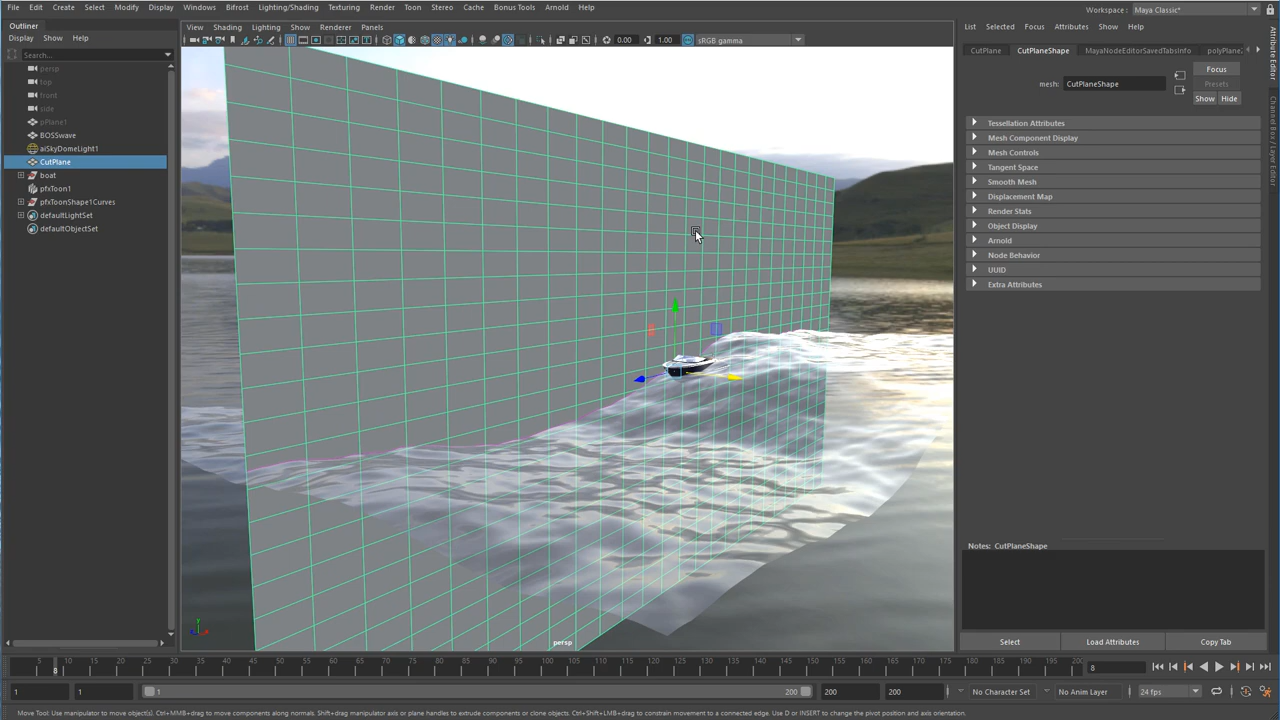 File Edit Create Select Modify Display Windows Bifrost Lighting/Shading Texturing Render Toon Stereo Cache Bonus Tools Arnold Help
Workspace : Maya Classic*
Outliner
Display Show Help
Search...
persp
top
front
side
pPlane1
BOSSwave
aiSkyDomeLight1
CutPlane
boat
pfxToon1
pfxToonShape1Curves
defaultLightSet
defaultObjectSet
View Shading Lighting Show Renderer Panels
0.00 1.00 sRGB gamma
persp
List Selected Focus Attributes Show Help
CutPlane CutPlaneShape MayaNodeEditorSavedTabsInfo polyPlane
mesh: CutPlaneShape
Focus
Presets
Show Hide
Tessellation Attributes
Mesh Component Display
Mesh Controls
Tangent Space
Smooth Mesh
Displacement Map
Render Stats
Object Display
Arnold
Node Behavior
UUID
Extra Attributes
Notes: CutPlaneShape
Select Load Attributes Copy Tab
Attribute Editor
Channel Box / Layer Editor
5 8 10 15 20 25 30 35 40 45 50 55 60 65 70 75 80 85 90 95 100 105 110 115 120 125 130 135 140 145 150 155 160 165 170 175 180 185 190 195 200 8
1 1 1 200 200 200 No Character Set No Anim Layer 24 fps
Move Tool: Use manipulator to move object(s). Ctrl+MMB+drag to move components along normals. Shift+drag manipulator axis or plane handles to extrude components or clone objects. Ctrl+Shift+LMB+drag to constrain movement to a connected edge. Use D or INSERT to change the pivot position and axis orientation.